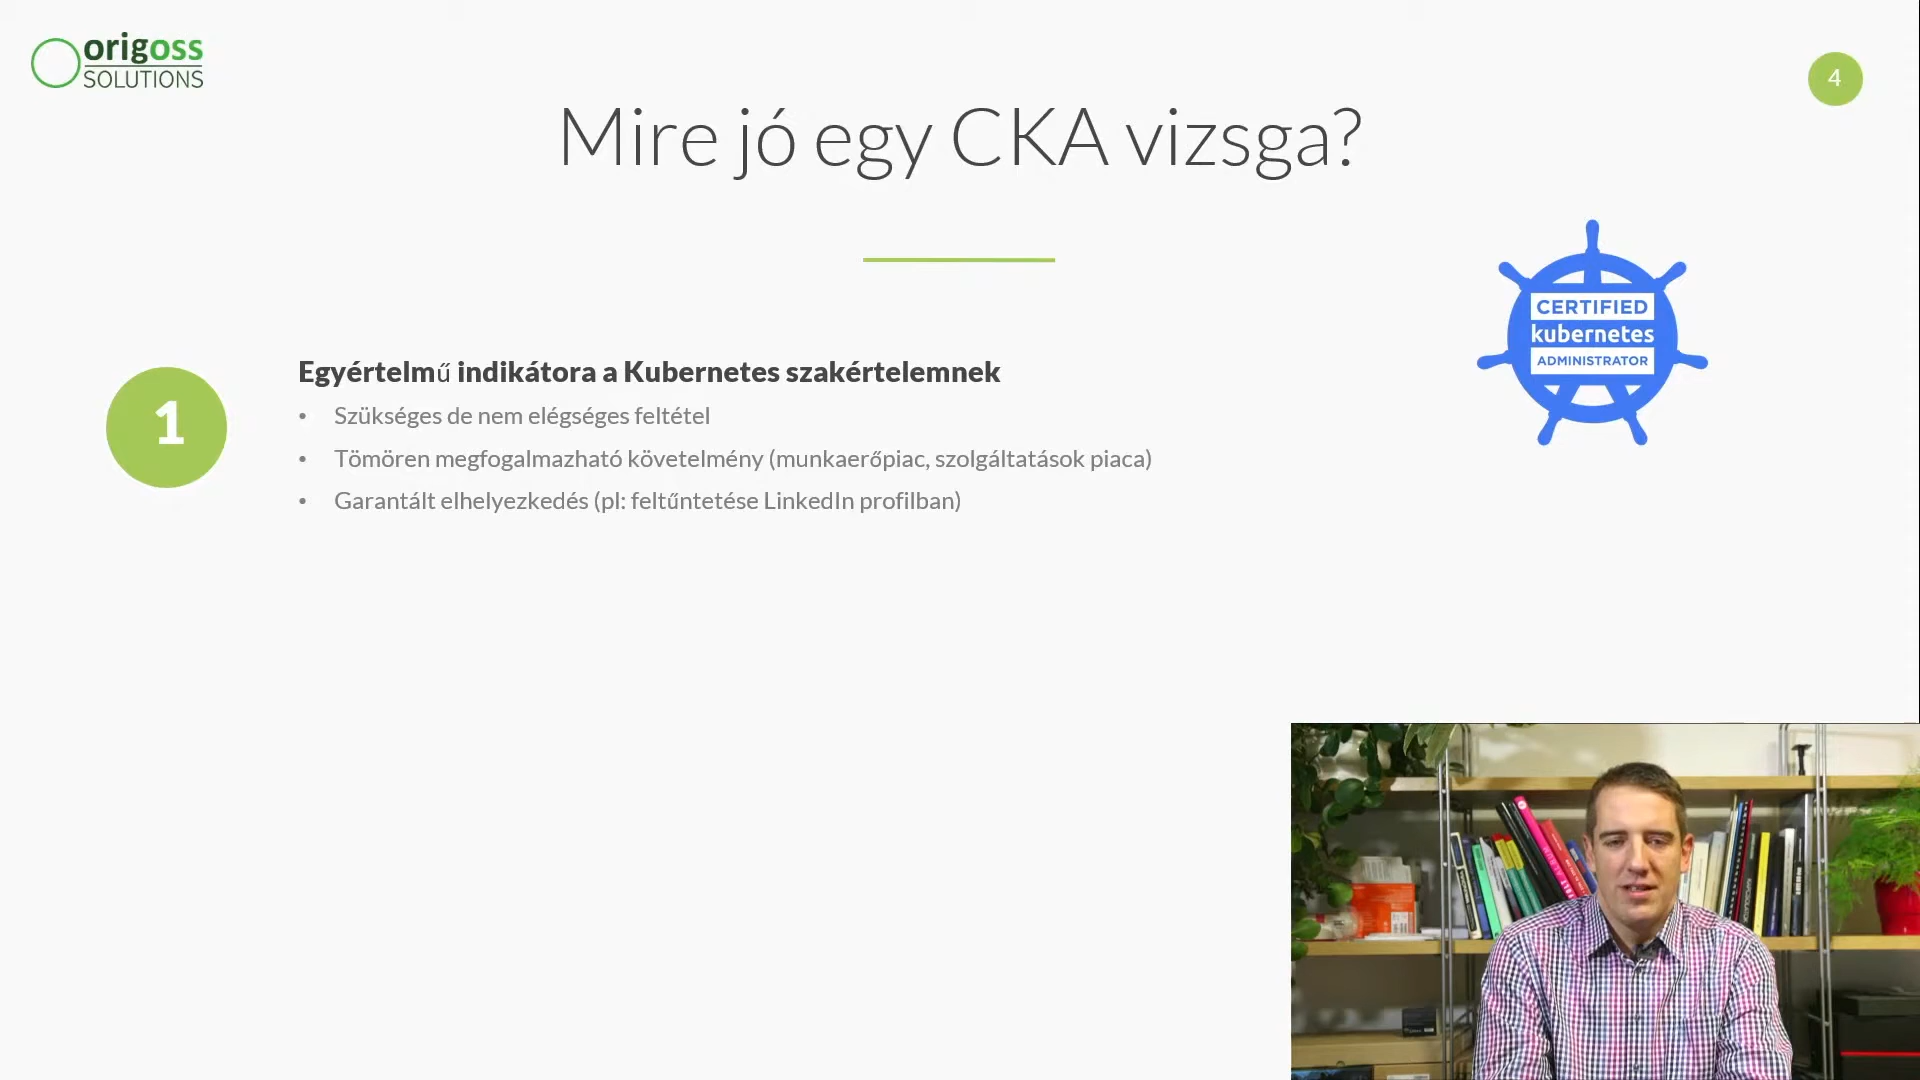 origoss
SOLUTIONS
4
Mire jó egy CKA vizsga?
CERTIFIED
kubernetes
ADMINISTRATOR
1
Egyértelmű indikátora a Kubernetes szakértelemnek
• Szükséges de nem elégséges feltétel
• Tömören megfogalmazható követelmény (munkaerőpiac, szolgáltatások piaca)
• Garantált elhelyezkedés (pl: feltűntetése LinkedIn profilban)